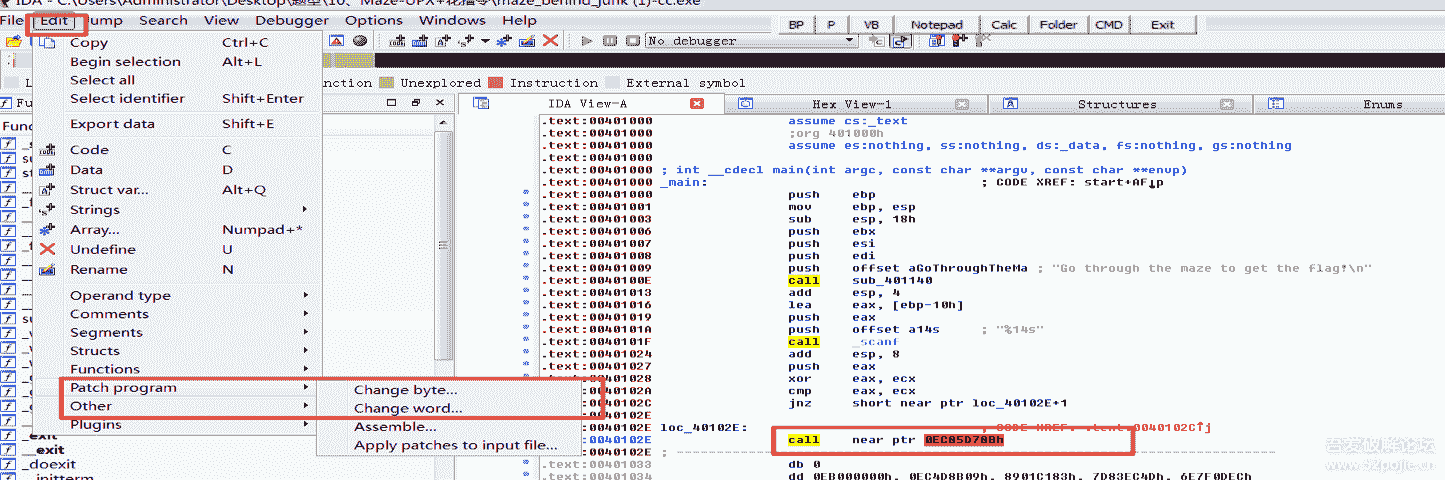 IDA - C:\Users\Administrator\Desktop\题型\10、Maze-UPX+花指令\maze_behind_junk (1)-cc.exe
File Edit Jump Search View Debugger Options Windows Help
BP P VB Notepad Calc Folder CMD Exit
No debugger
Unexplored Instruction External symbol
IDA View-A Hex View-1 Structures Enums
Copy Ctrl+C
Begin selection Alt+L
Select all
Select identifier Shift+Enter
Export data Shift+E
Code C
Data D
Struct var... Alt+Q
Strings
Array... Numpad+*
Undefine U
Rename N
Operand type
Comments
Segments
Structs
Functions
Patch program
Other
Plugins
Change byte...
Change word...
Assemble...
Apply patches to input file...
__exit
_doexit
_initterm
.text:00401000 assume cs:_text
.text:00401000 ;org 401000h
.text:00401000 assume es:nothing, ss:nothing, ds:_data, fs:nothing, gs:nothing
.text:00401000
.text:00401000 ; int __cdecl main(int argc, const char **argv, const char **envp)
.text:00401000 _main: ; CODE XREF: start+AF↓p
.text:00401000 push ebp
.text:00401001 mov ebp, esp
.text:00401003 sub esp, 18h
.text:00401006 push ebx
.text:00401007 push esi
.text:00401008 push edi
.text:00401009 push offset aGoThroughTheMa ; "Go through the maze to get the flag!\n"
.text:0040100E call sub_401140
.text:00401013 add esp, 4
.text:00401016 lea eax, [ebp-10h]
.text:00401019 push eax
.text:0040101A push offset a14s ; "%14s"
.text:0040101F call _scanf
.text:00401024 add esp, 8
.text:00401027 push eax
.text:00401028 xor eax, ecx
.text:0040102A cmp eax, ecx
.text:0040102C jnz short near ptr loc_40102E+1
.text:0040102E
.text:0040102E loc_40102E: ; CODE XREF: .text:0040102C↑j
.text:0040102E call near ptr 0EC85D78Bh
.text:0040102E ;
.text:00401033 db 0
dd 0EB000000h, 0EC4D8B09h, 8901C183h, 7D83EC4Dh, 6E7F0DECh
吾爱破解论坛
www.52pojie.cn